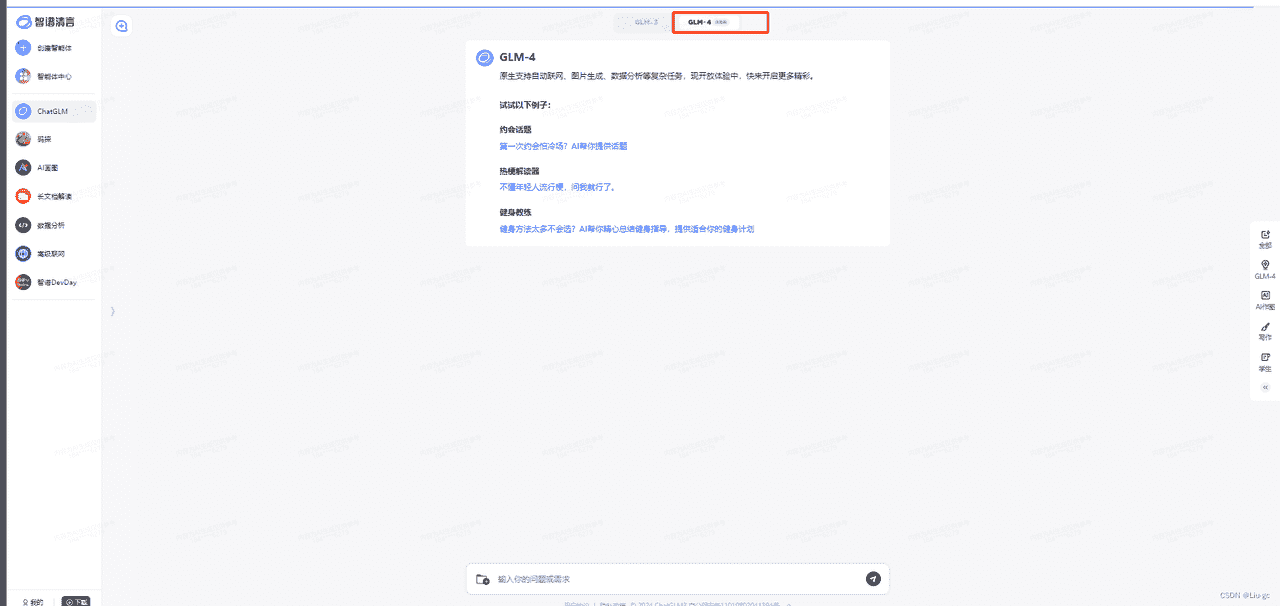 智谱清言
创建智能体
智能体中心
ChatGLM
码探
AI画图
长文档解读
数据分析
高级联网
智谱DevDay
我的
下载
GLM-3
GLM-4
GLM-4
原生支持自动联网、图片生成、数据分析等复杂任务，现开放体验中，快来开启更多精彩。
试试以下例子：
约会话题
第一次约会怕冷场？AI帮你提供话题
热梗解读器
不懂年轻人流行梗，问我就行了。
健身教练
健身方法太多不会选？AI帮你精心总结健身指导，提供适合你的健身计划
输入你的问题或需求
全部
GLM-4
AI作图
写作
学生
CSDN @Liu gc